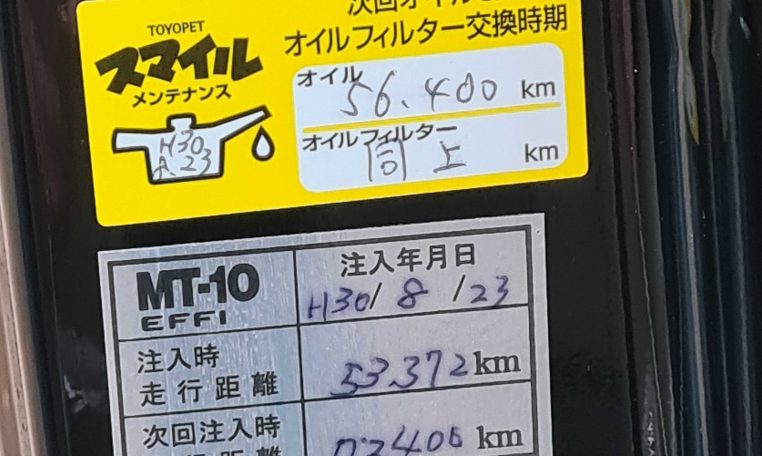 TOYOPET
スマイル
メンテナンス
H30
8.23
オイルフィルター交換時期
オイル 56.400 km
オイルフィルター
同上 km
MT-10
EFFI
注入年月日
H30/8/23
注入時
走行距離
53372 km
次回注入時
km